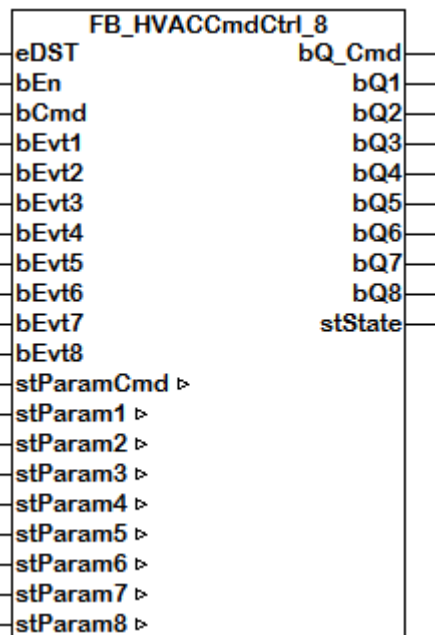 FB_HVACCmdCtrl_8
eDST bQ_Cmd
bEn bQ1
bCmd bQ2
bEvt1 bQ3
bEvt2 bQ4
bEvt3 bQ5
bEvt4 bQ6
bEvt5 bQ7
bEvt6 bQ8
bEvt7 stState
bEvt8
stParamCmd
stParam1
stParam2
stParam3
stParam4
stParam5
stParam6
stParam7
stParam8